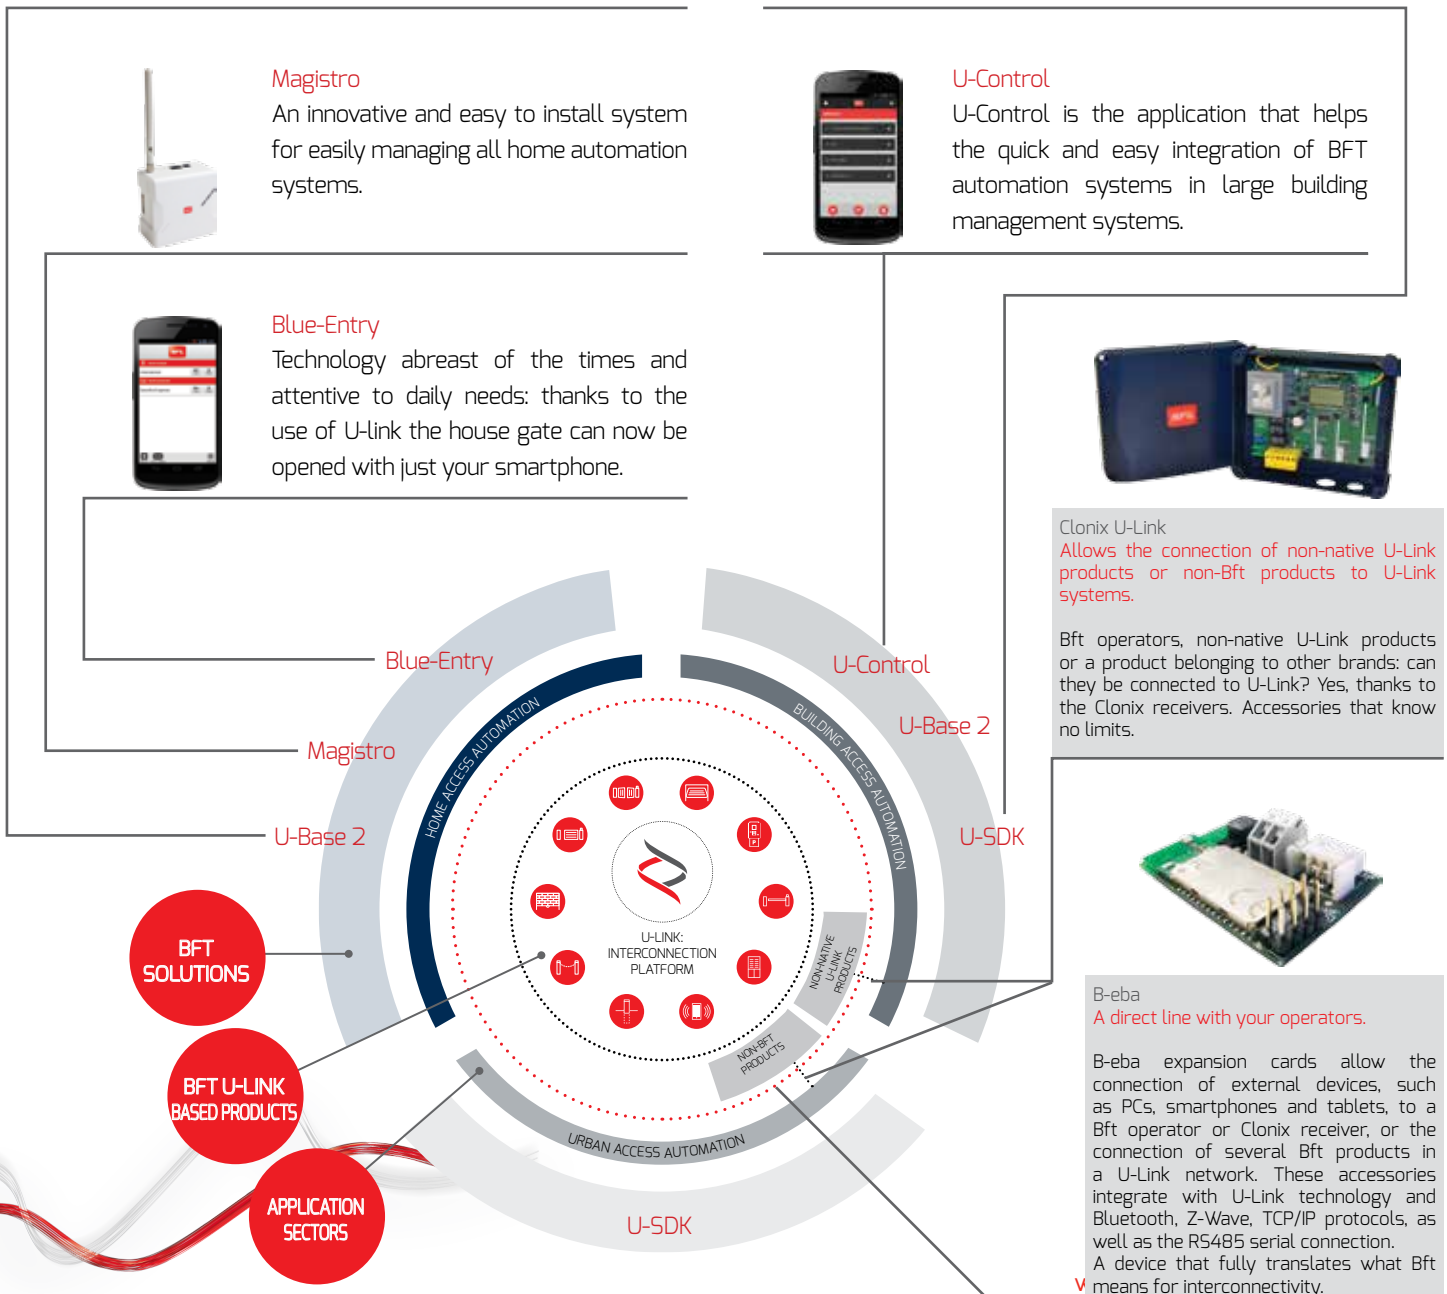 Magistro
An innovative and easy to install system
for easily managing all home automation
systems.
U-Control
U-Control is the application that helps
the quick and easy integration of BFT
automation systems in large building
management systems.
Blue-Entry
Technology abreast of the times and
attentive to daily needs: thanks to the
use of U-link the house gate can now be
opened with just your smartphone.
Clonix U-Link
Allows the connection of non-native U-Link
products or non-Bft products to U-Link
systems.
Bft operators, non-native U-Link products
or a product belonging to other brands: can
they be connected to U-Link? Yes, thanks to
the Clonix receivers. Accessories that know
no limits.
Blue-Entry
Magistro
U-Base 2
U-Control
U-Base 2
U-SDK
HOME ACCESS AUTOMATION
BUILDING ACCESS AUTOMATION
U-LINK:
INTERCONNECTION
PLATFORM
NON-NATIVE
U-LINK
PRODUCTS
NON-BFT
PRODUCTS
URBAN ACCESS AUTOMATION
U-SDK
BFT
SOLUTIONS
BFT U-LINK
BASED PRODUCTS
APPLICATION
SECTORS
B-eba
A direct line with your operators.
B-eba expansion cards allow the
connection of external devices, such
as PCs, smartphones and tablets, to a
Bft operator or Clonix receiver, or the
connection of several Bft products in
a U-Link network. These accessories
integrate with U-Link technology and
Bluetooth, Z-Wave, TCP/IP protocols, as
well as the RS485 serial connection.
A device that fully translates what Bft
means for interconnectivity.